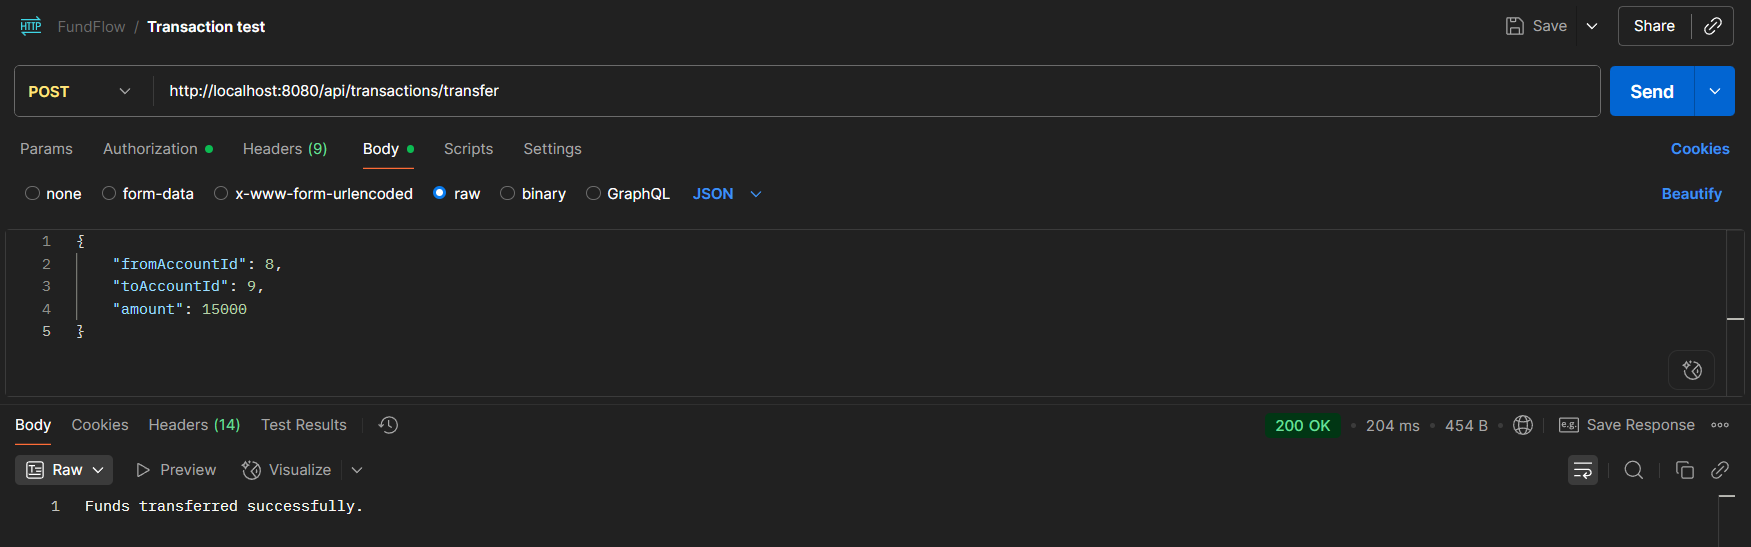 HTTP FundFlow / Transaction test Save Share
POST http://localhost:8080/api/transactions/transfer Send
Params Authorization Headers (9) Body Scripts Settings Cookies
none form-data x-www-form-urlencoded raw binary GraphQL JSON Beautify
1 {
2 "fromAccountId": 8,
3 "toAccountId": 9,
4 "amount": 15000
5 }
Body Cookies Headers (14) Test Results 200 OK • 204 ms • 454 B • e.g. Save Response
Raw Preview Visualize
1 Funds transferred successfully.